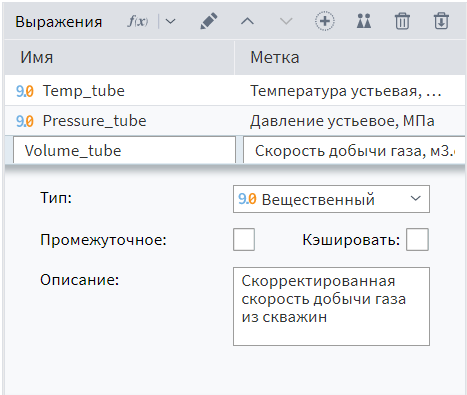 Выражения f(x)
Имя Метка
9.0 Temp_tube Температура устьевая, ...
9.0 Pressure_tube Давление устьевое, МПа
Volume_tube Скорость добычи газа, м3.
Тип: 9.0 Вещественный
Промежуточное: Кэшировать:
Описание: Скорректированная
скорость добычи газа
из скважин